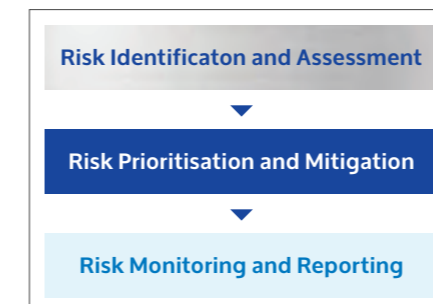 Risk Identificaton and Assessment
Risk Prioritisation and Mitigation
Risk Monitoring and Reporting